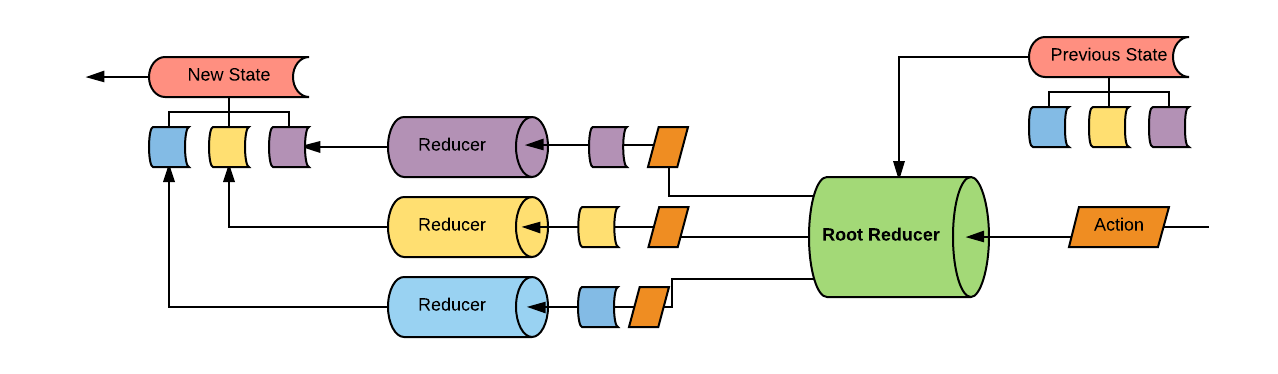 New State
Previous State
Reducer
Reducer
Root Reducer
Action
Reducer